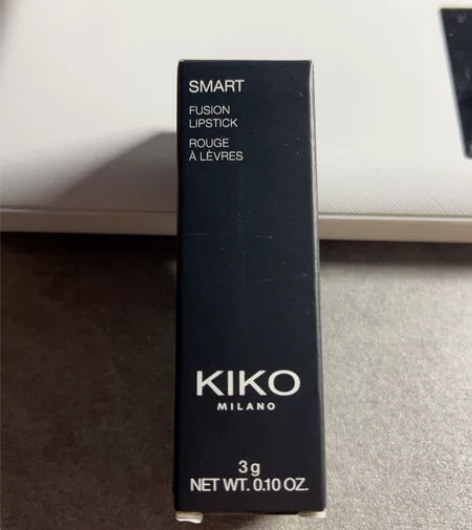 SMART
FUSION
LIPSTICK
ROUGE
À LÈVRES
KIKO
MILANO
3 g
NET WT. 0.10 OZ.